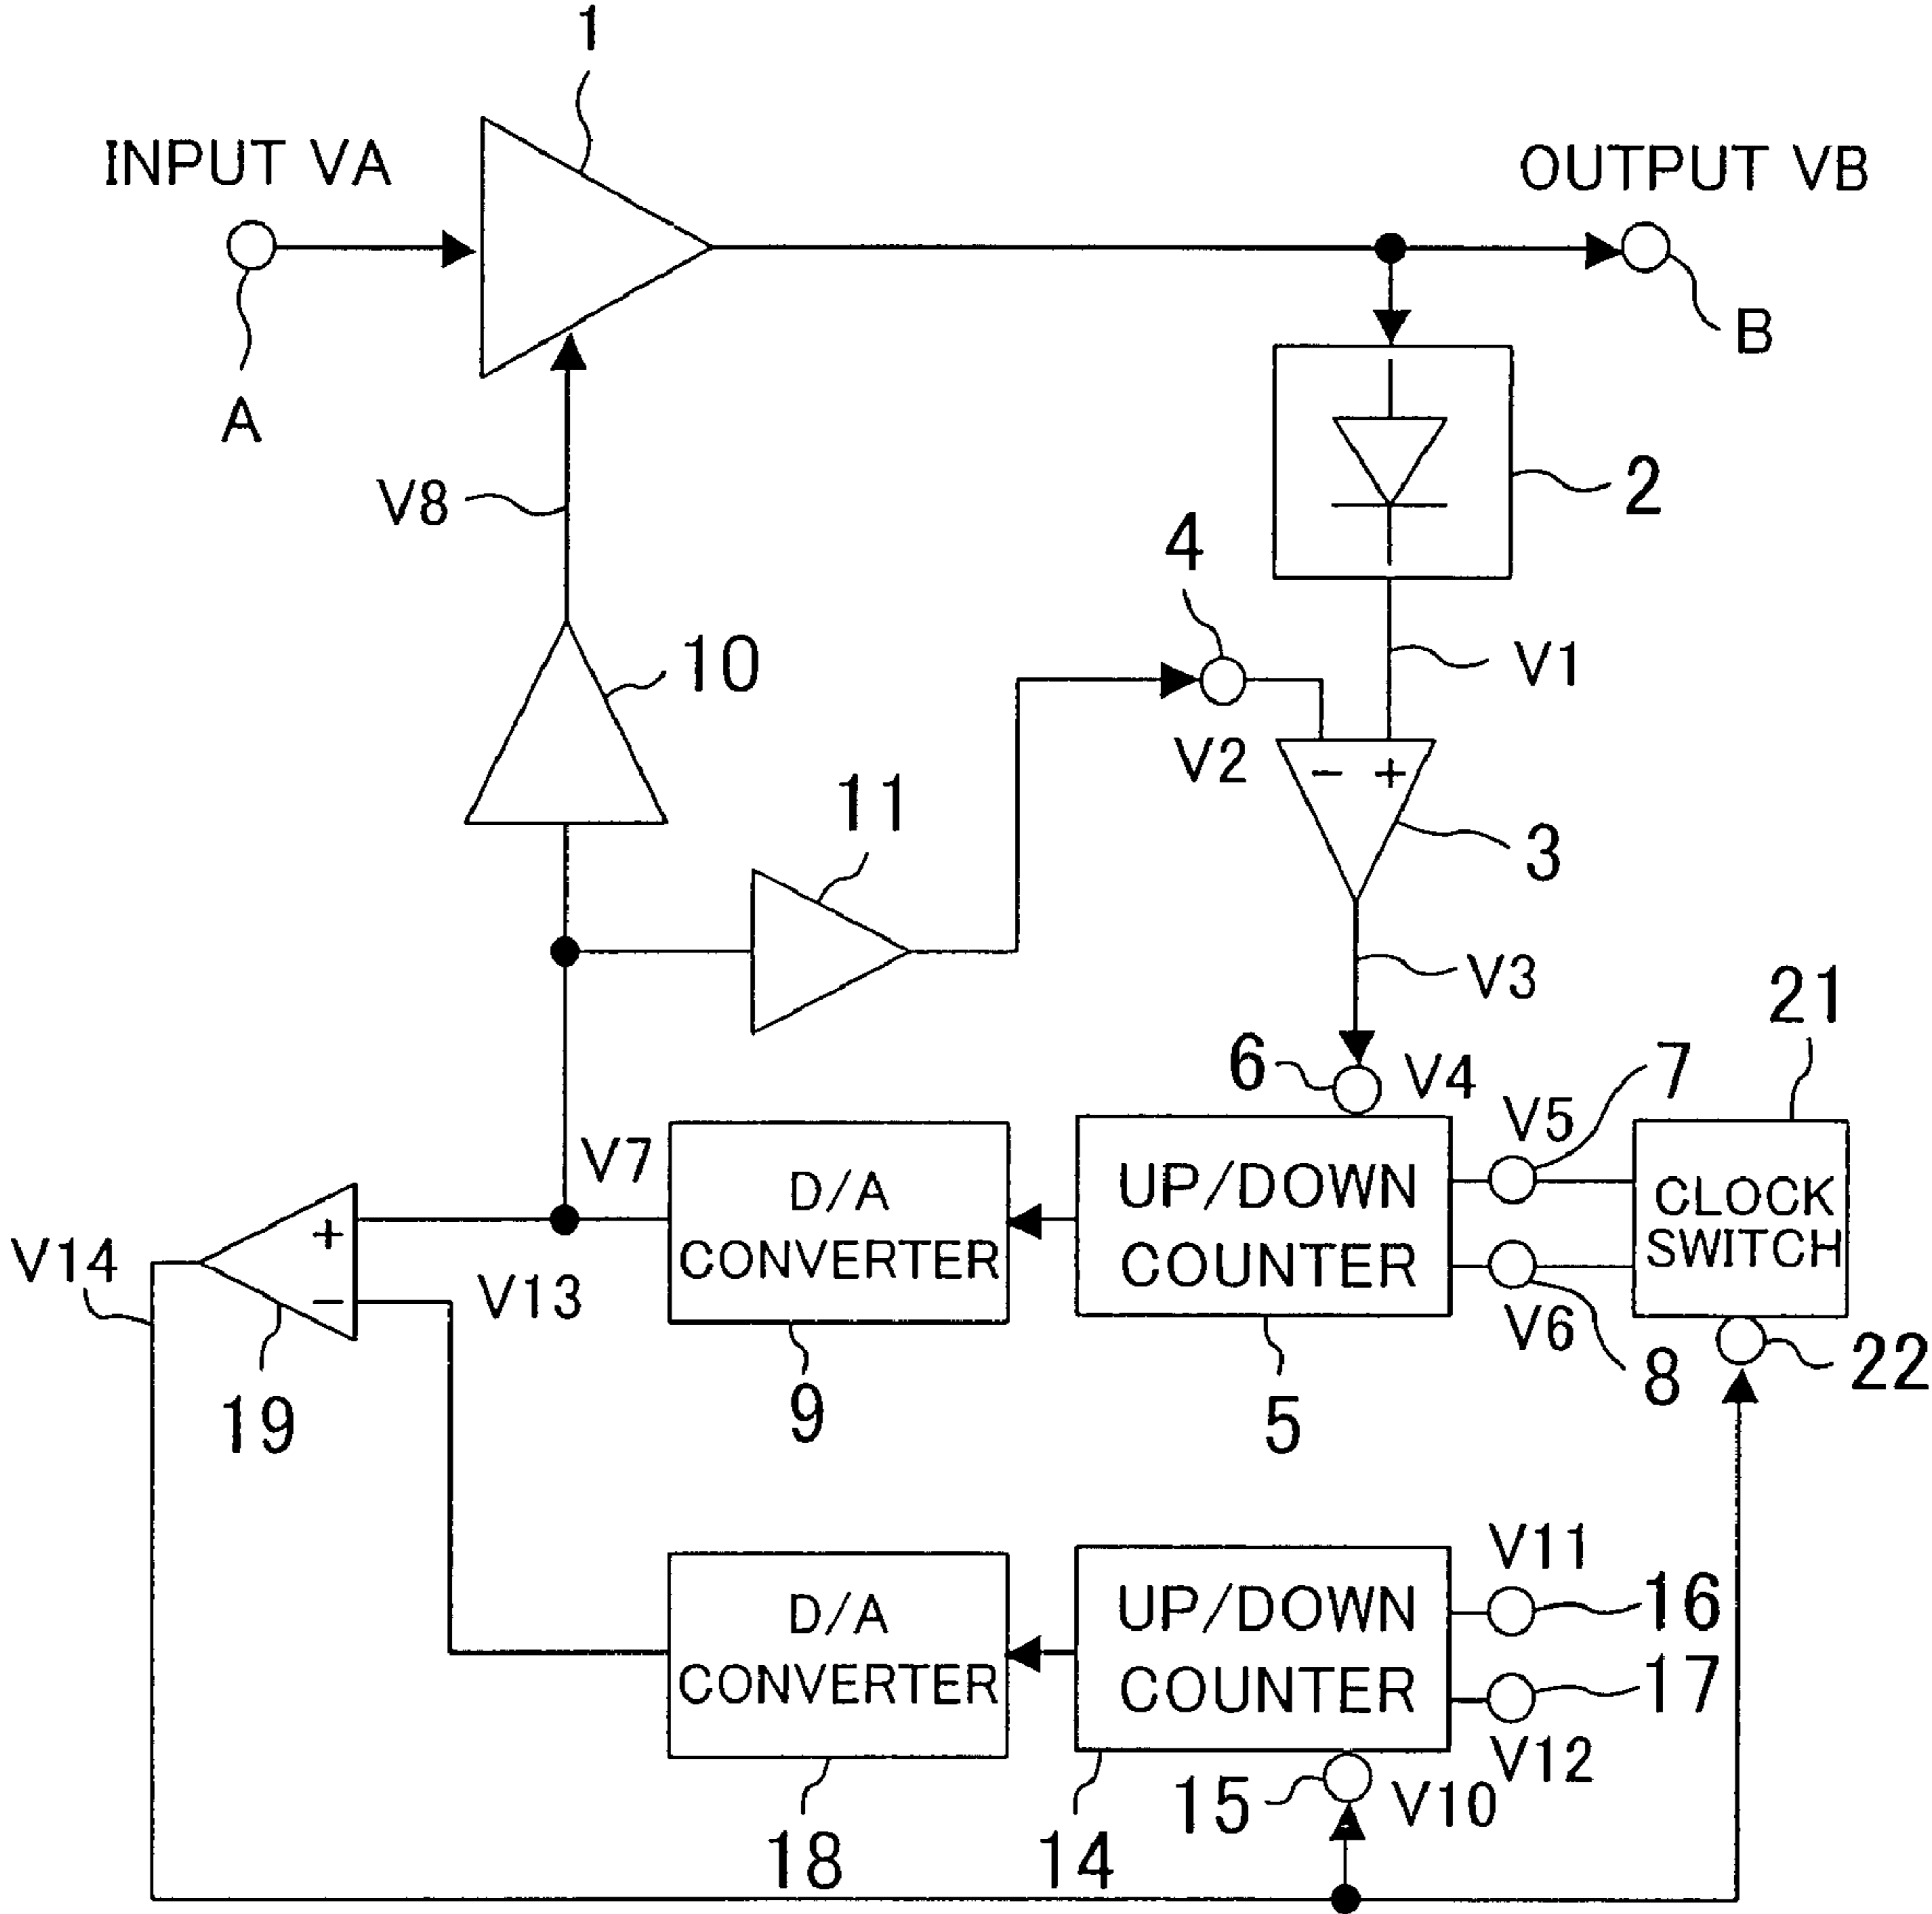 1
INPUT VA
OUTPUT VB
A
B
V8
2
4
10
V1
V2
11
3
V3
21
6
V4
7
V5
V7
D/A
CONVERTER
UP/DOWN
COUNTER
CLOCK
SWITCH
+
−
V14
V13
V6
8
22
19
9
5
V11
16
D/A
CONVERTER
UP/DOWN
COUNTER
17
V12
15
V10
18
14
− +